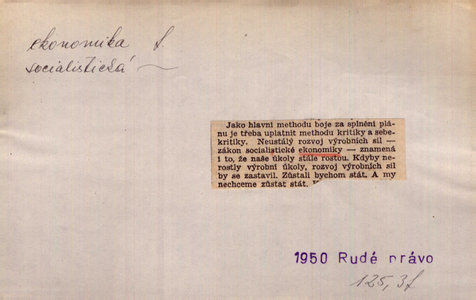 ekonomika f.
socialistická ~
Jako hlavní methodu boje za splnění plá-
nu je třeba uplatnit methodu kritiky a sebe-
kritiky. Neustálý rozvoj výrobních sil —
zákon socialistické ekonomiky — znamená
i to, že naše úkoly stále rostou. Kdyby ne-
rostly výrobní úkoly, rozvoj výrobních sil
by se zastavil. Zůstali bychom stát. A my
nechceme zůstat stát.
1950 Rudé právo
125, 3f